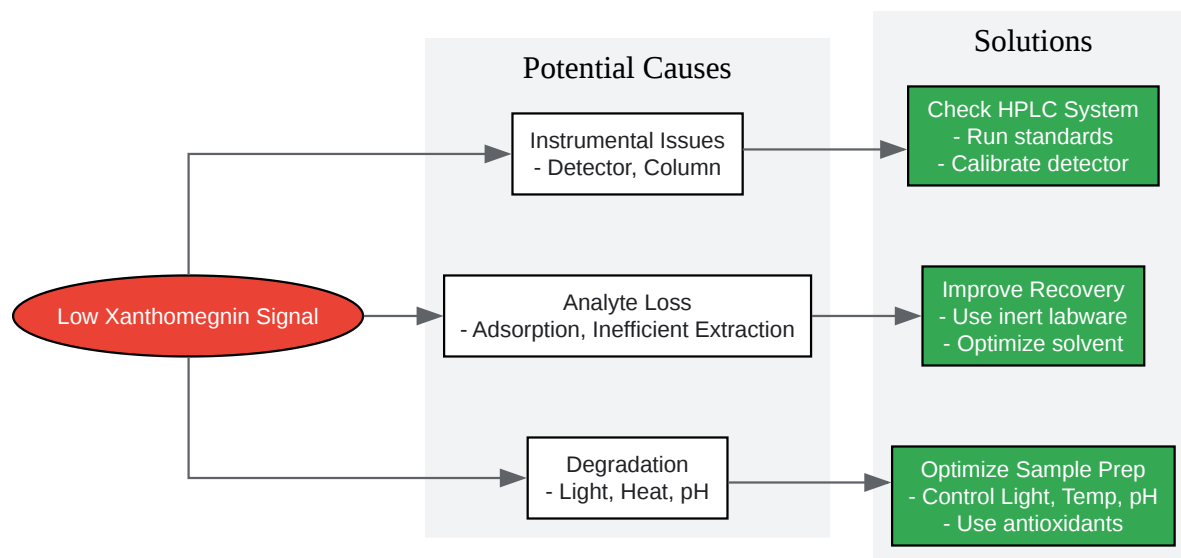 Potential Causes
Solutions
Low Xanthomegnin Signal
Instrumental Issues
- Detector, Column
Check HPLC System
- Run standards
- Calibrate detector
Analyte Loss
- Adsorption, Inefficient Extraction
Improve Recovery
- Use inert labware
- Optimize solvent
Degradation
- Light, Heat, pH
Optimize Sample Prep
- Control Light, Temp, pH
- Use antioxidants